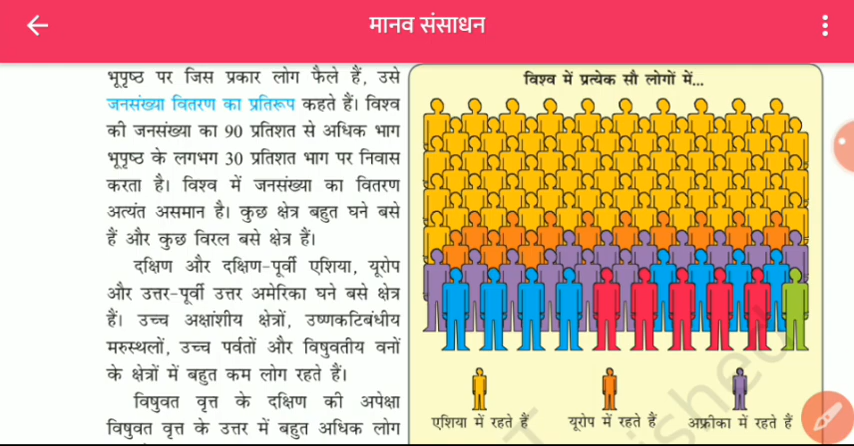 मानव संसाधन
भूपृष्ठ पर जिस प्रकार लोग फैले हैं, उसे
जनसंख्या वितरण का प्रतिरूप कहते हैं। विश्व
की जनसंख्या का 90 प्रतिशत से अधिक भाग
भूपृष्ठ के लगभग 30 प्रतिशत भाग पर निवास
करता है। विश्व में जनसंख्या का वितरण
अत्यंत असमान है। कुछ क्षेत्र बहुत घने बसे
हैं और कुछ विरल बसे क्षेत्र हैं।
दक्षिण और दक्षिण-पूर्वी एशिया, यूरोप
और उत्तर-पूर्वी उत्तर अमेरिका घने बसे क्षेत्र
हैं। उच्च अक्षांशीय क्षेत्रों, उष्णकटिबंधीय
मरुस्थलों, उच्च पर्वतों और विषुवतीय वनों
के क्षेत्रों में बहुत कम लोग रहते हैं।
विषुवत वृत्त के दक्षिण की अपेक्षा
विषुवत वृत्त के उत्तर में बहुत अधिक लोग
विश्व में प्रत्येक सौ लोगों में...
एशिया में रहते हैं
यूरोप में रहते हैं
अफ्रीका में रहते हैं